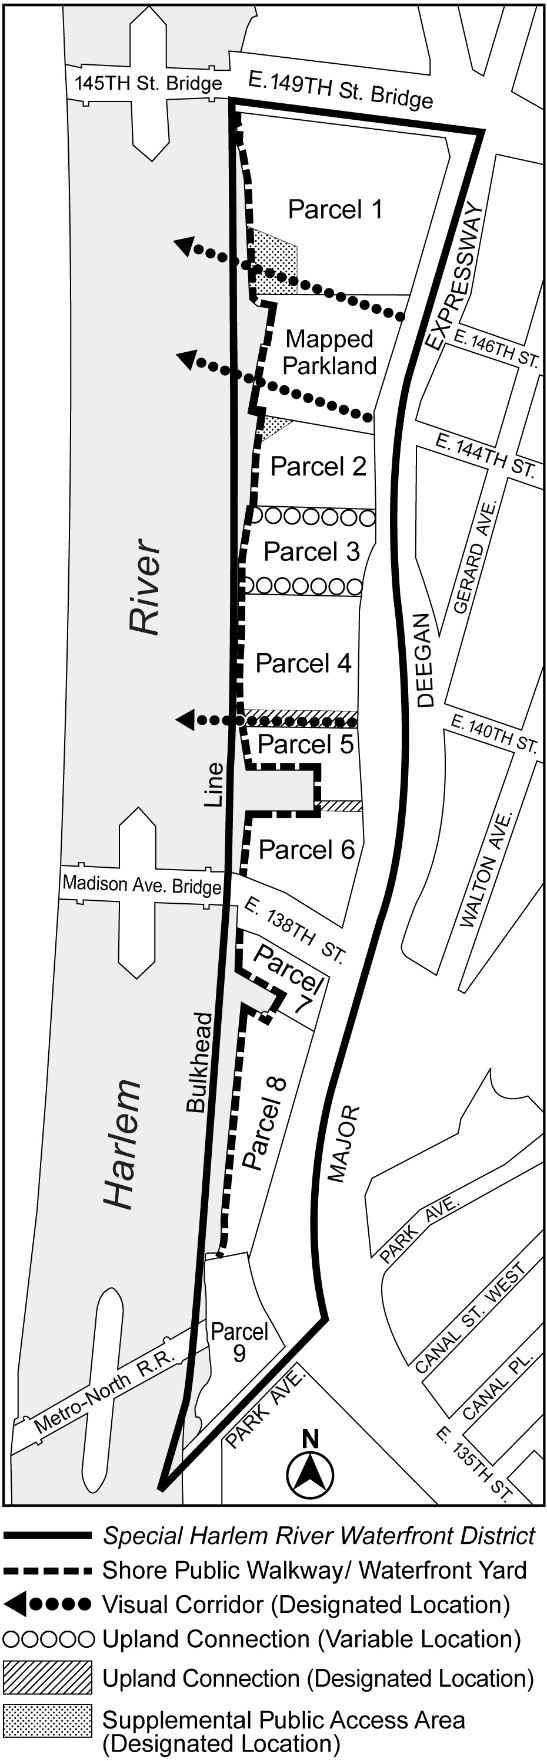 145TH St. Bridge
E.149TH St. Bridge
Parcel 1
EXPRESSWAY
E. 146TH ST.
Mapped
Parkland
E. 144TH ST.
Parcel 2
GERARD AVE.
Parcel 3
River
DEEGAN
Parcel 4
E. 140TH ST.
Parcel 5
Line
WALTON AVE.
Parcel 6
Madison Ave. Bridge
E. 138TH ST.
Parcel
7
Bulkhead
Harlem
Parcel 8
MAJOR
PARK AVE.
CANAL ST. WEST
Parcel
9
Metro-North R.R.
CANAL PL.
PARK AVE.
E. 135TH ST.
N
Special Harlem River Waterfront District
Shore Public Walkway/ Waterfront Yard
Visual Corridor (Designated Location)
Upland Connection (Variable Location)
Upland Connection (Designated Location)
Supplemental Public Access Area
(Designated Location)